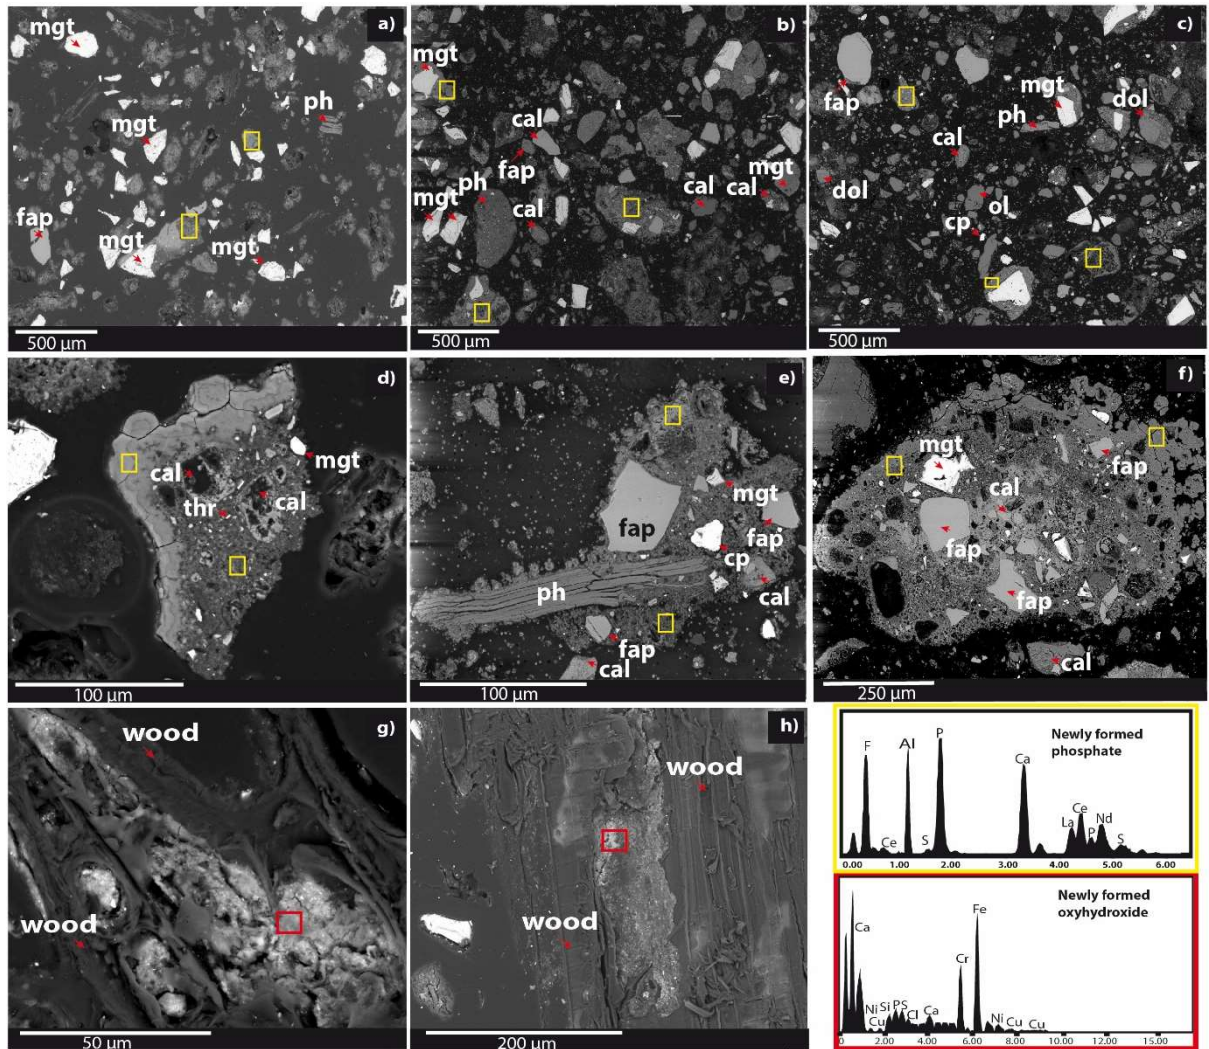 a)
mgt
ph
mgt
fap
mgt
mgt
500 µm
b)
mgt
cal
fap
ph
mgt
cal
cal
cal
mgt
500 µm
c)
fap
mgt
dol
ph
cal
dol
ol
cp
500 µm
d)
cal
mgt
thr
cal
100 µm
e)
fap
mgt
fap
cp
ph
cal
fap
cal
100 µm
f)
mgt
fap
cal
fap
fap
cal
250 µm
g)
wood
wood
50 µm
h)
wood
wood
200 µm
Newly formed
phosphate
F
Al
P
Ca
Ce
S
La
Ce
P
Nd
S
0.00 1.00 2.00 3.00 4.00 5.00 6.00
Newly formed
oxyhydroxide
Ca
Fe
Cr
Ni
Cu
Si
P
S
Cl
Ca
Ni
Cu
Cu
0 2.00 4.00 6.00 8.00 10.00 12.00 15.00